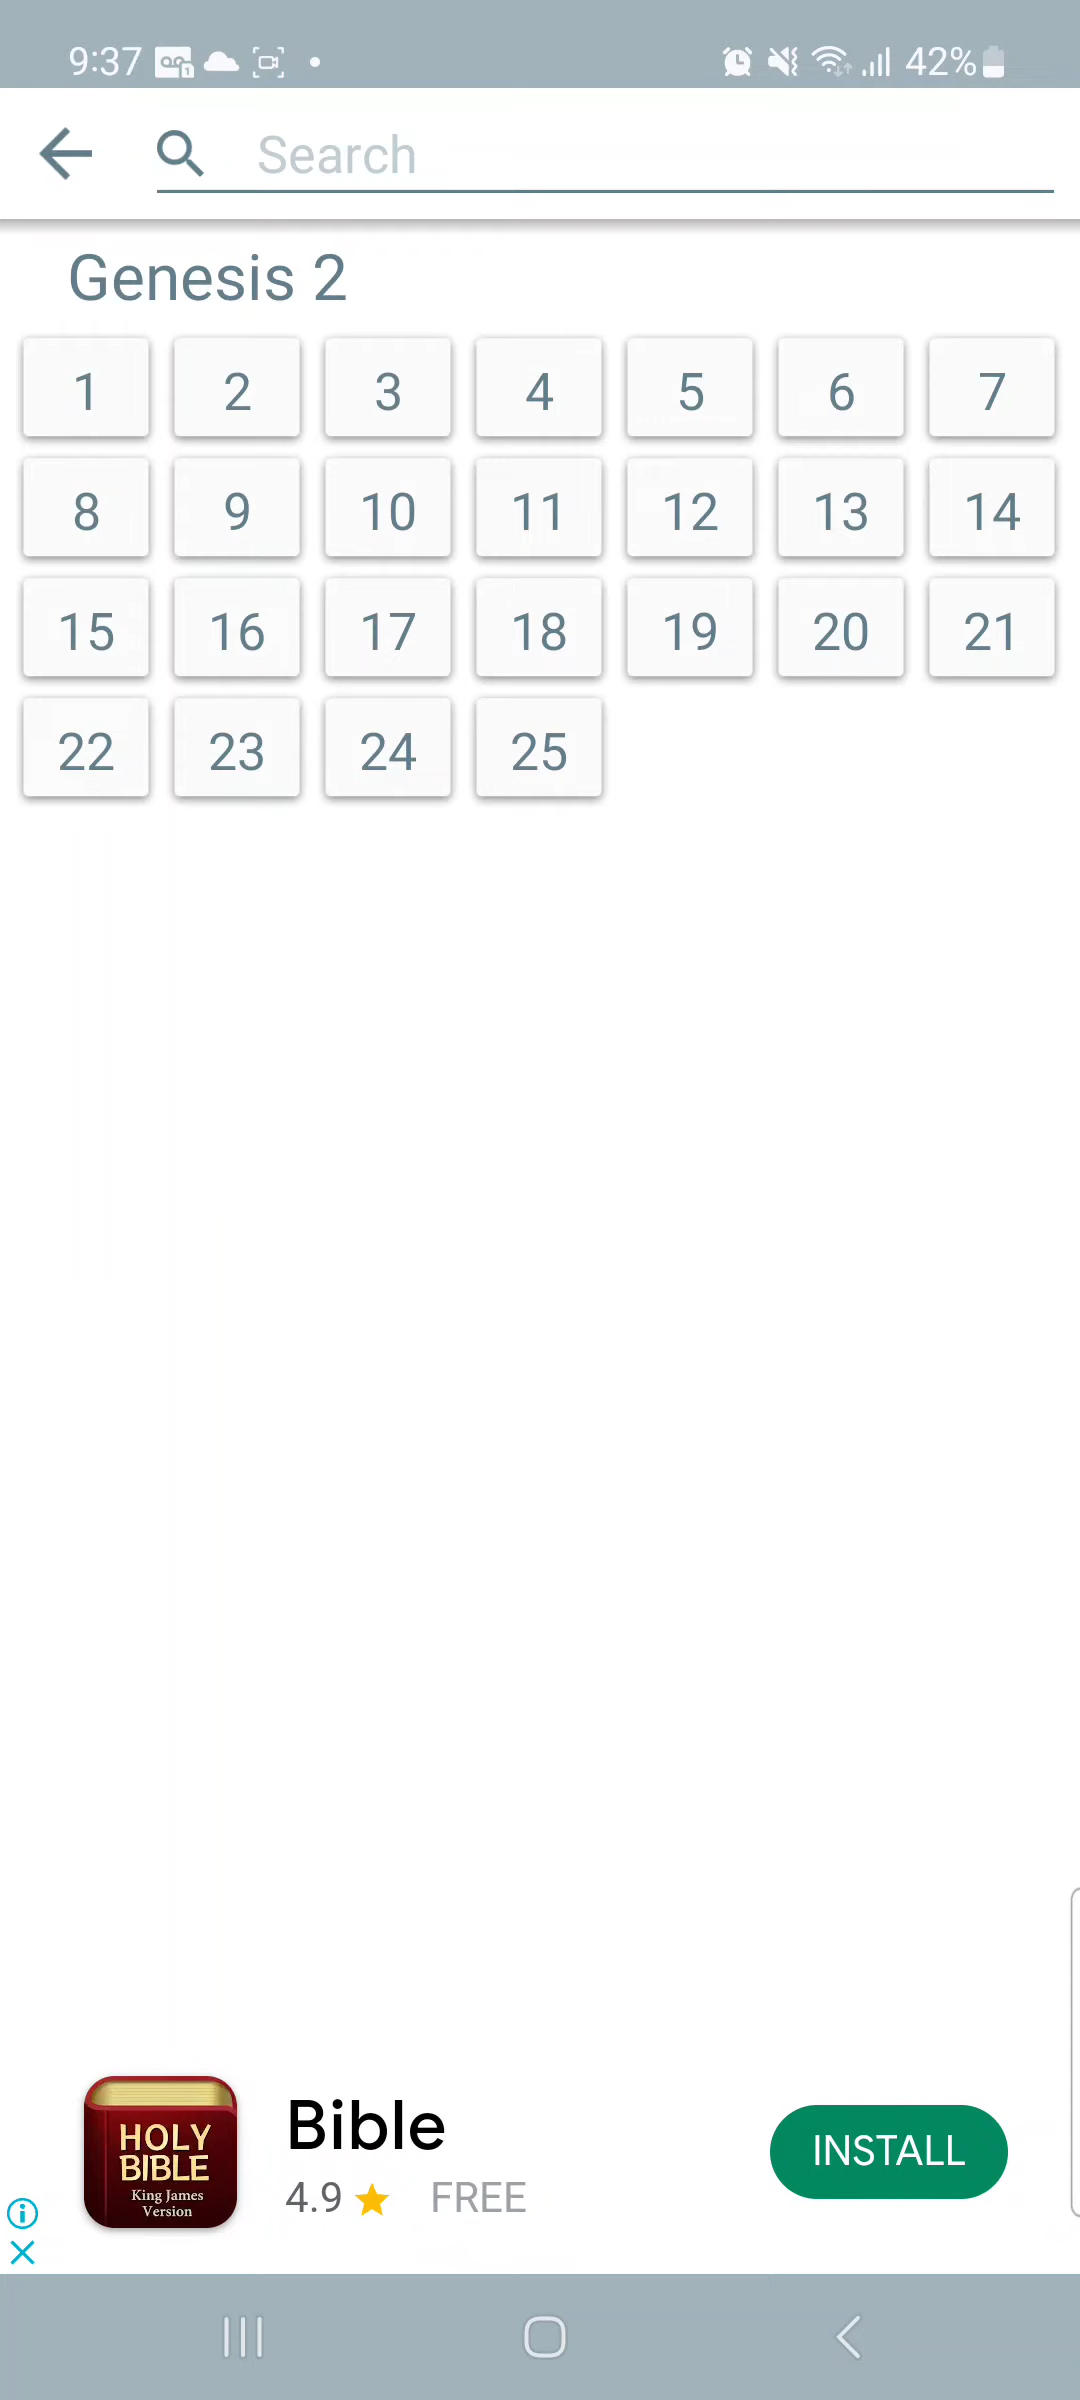 9:37 42%
Search
Genesis 2
1 2 3 4 5 6 7
8 9 10 11 12 13 14
15 16 17 18 19 20 21
22 23 24 25
HOLY
BIBLE
King James
Version
Bible
4.9 FREE
INSTALL